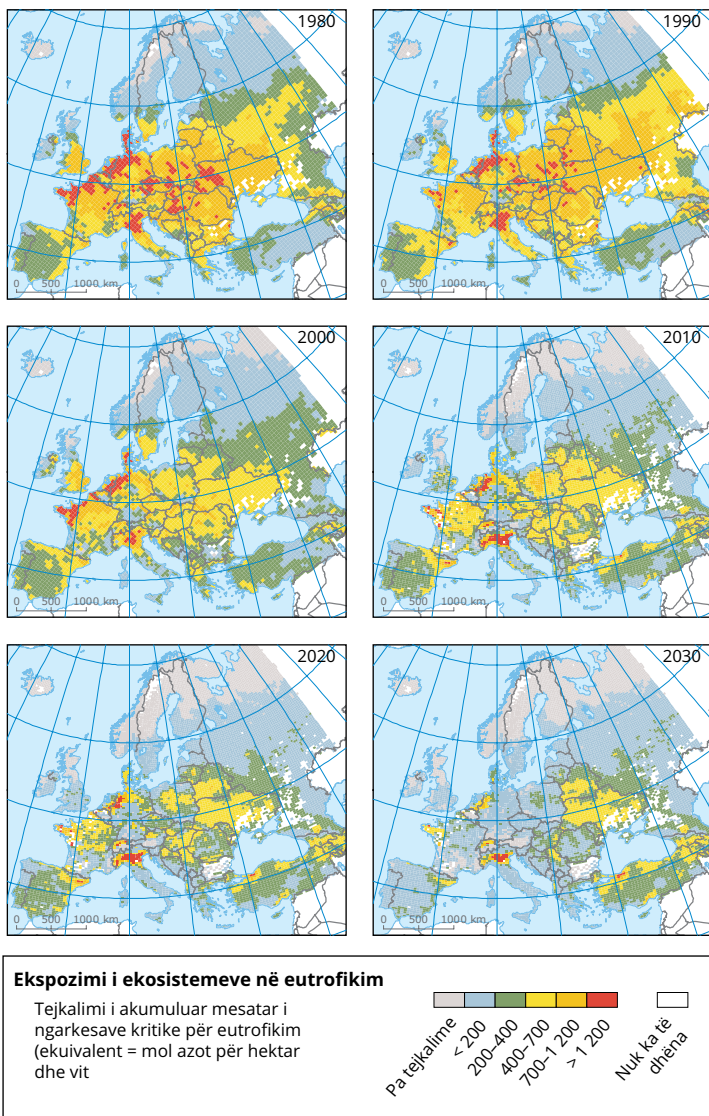 1980
0 500 1000 km
1990
0 500 1000 km
2000
0 500 1000 km
2010
0 500 1000 km
2020
0 500 1000 km
2030
0 500 1000 km
Ekspozimi i ekosistemeve në eutrofikim
Tejkalimi i akumuluar mesatar i
ngarkesave kritike për eutrofikim
(ekuivalent = mol azot për hektar
dhe vit
Pa tejkalime
< 200
200–400
400–700
700–1 200
> 1 200
Nuk ka të
dhëna